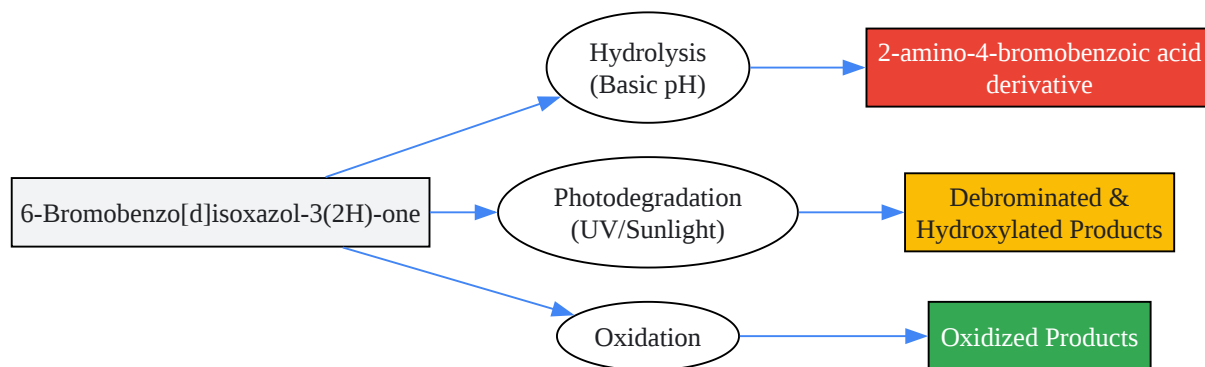 6-Bromobenzo[d]isoxazol-3(2H)-one
Hydrolysis
(Basic pH)
2-amino-4-bromobenzoic acid
derivative
Photodegradation
(UV/Sunlight)
Debrominated &
Hydroxylated Products
Oxidation
Oxidized Products